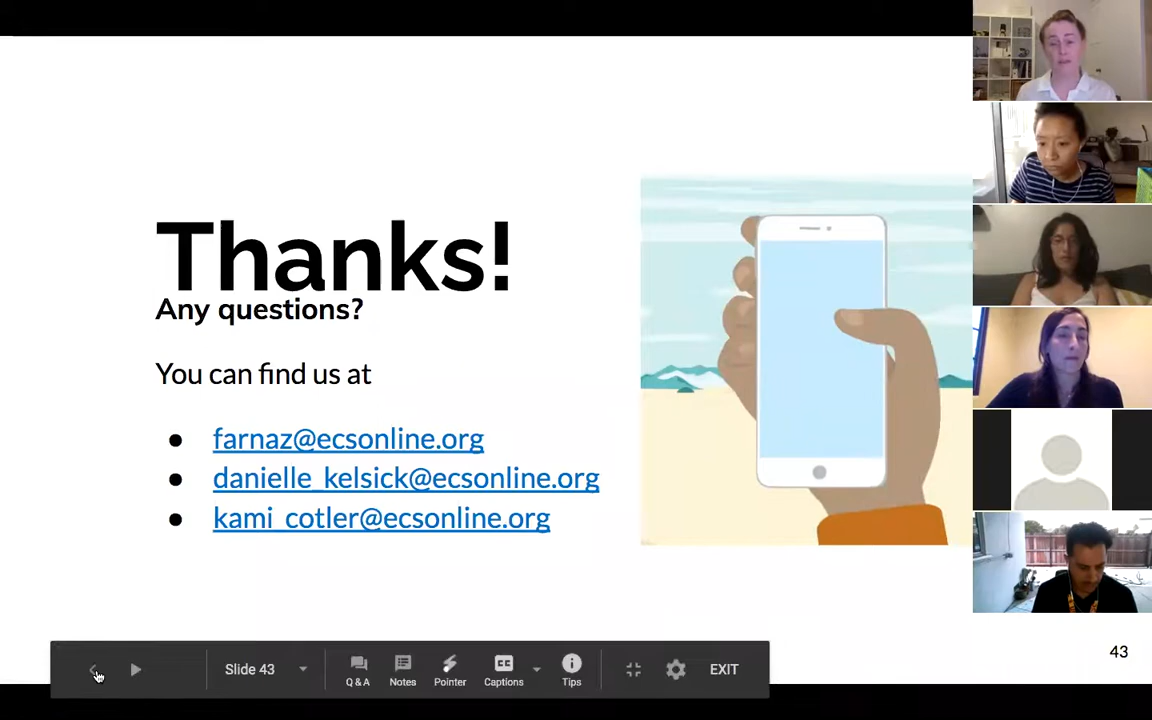 Thanks!
Any questions?
You can find us at
● farnaz@ecsonline.org
● danielle_kelsick@ecsonline.org
● kami_cotler@ecsonline.org
43
Slide 43
Q & A
Notes
Pointer
CC
Captions
Tips
EXIT